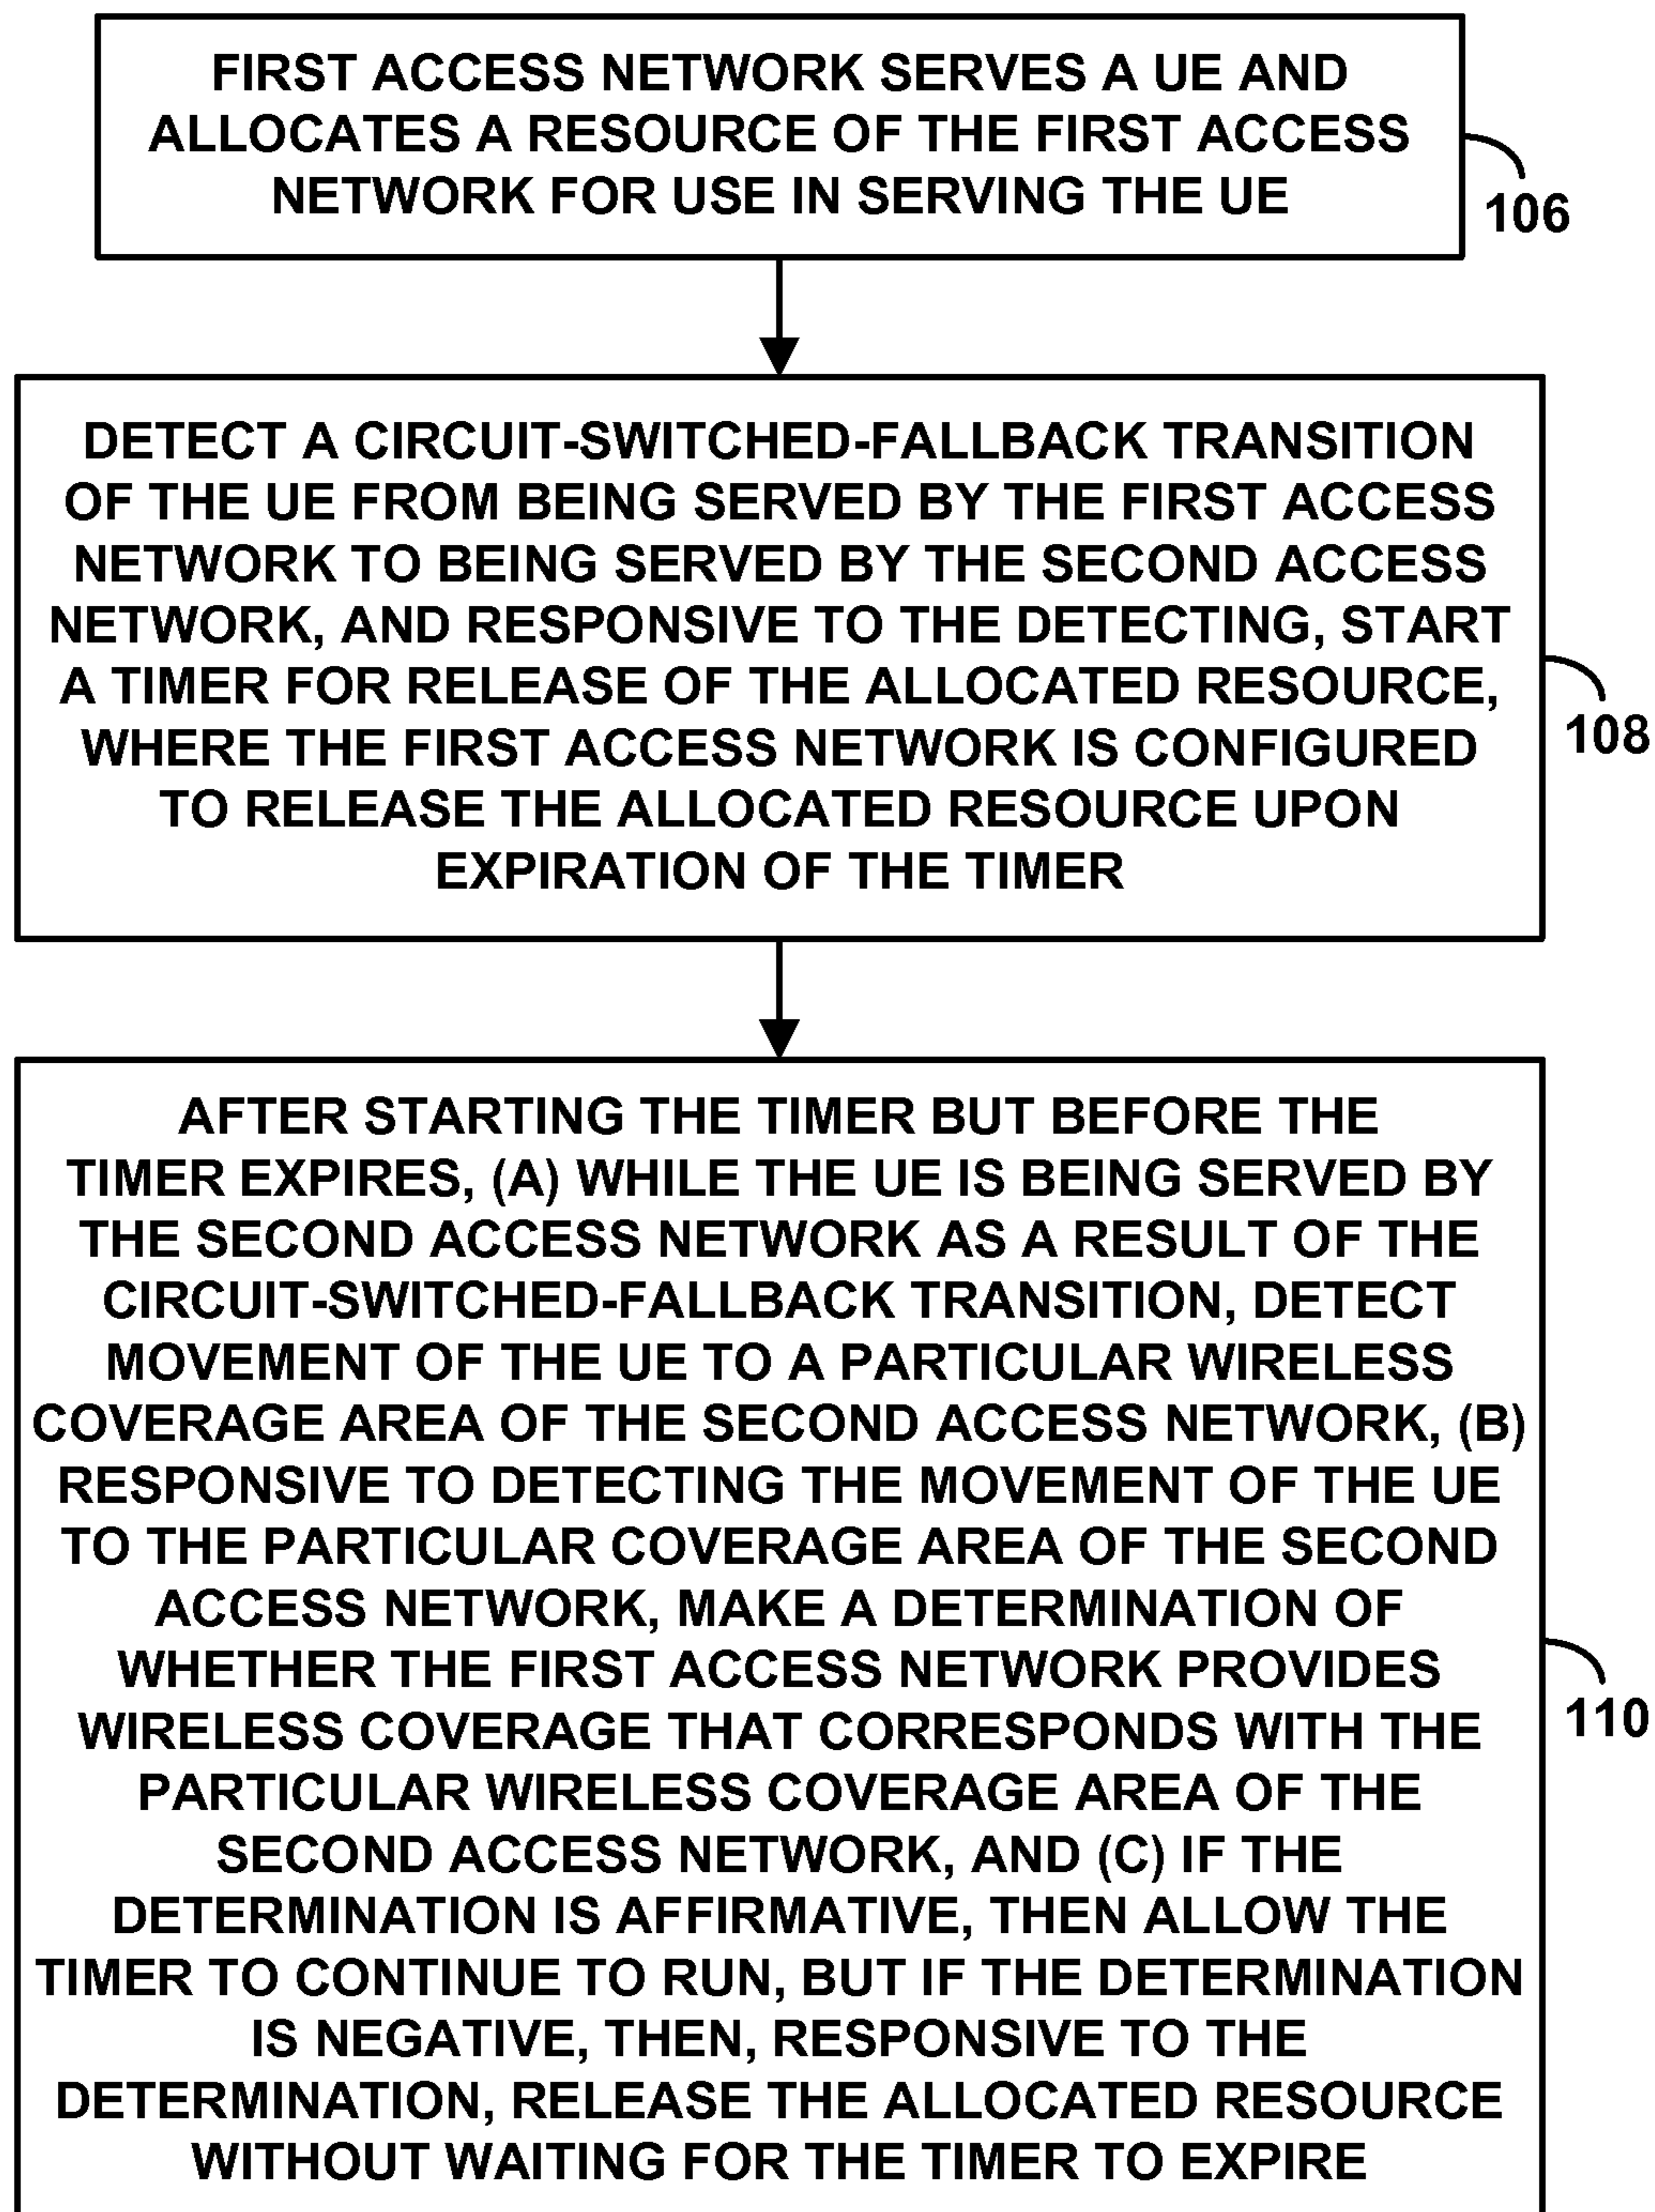 FIRST ACCESS NETWORK SERVES A UE AND
ALLOCATES A RESOURCE OF THE FIRST ACCESS
NETWORK FOR USE IN SERVING THE UE
106
DETECT A CIRCUIT-SWITCHED-FALLBACK TRANSITION
OF THE UE FROM BEING SERVED BY THE FIRST ACCESS
NETWORK TO BEING SERVED BY THE SECOND ACCESS
NETWORK, AND RESPONSIVE TO THE DETECTING, START
A TIMER FOR RELEASE OF THE ALLOCATED RESOURCE,
WHERE THE FIRST ACCESS NETWORK IS CONFIGURED
TO RELEASE THE ALLOCATED RESOURCE UPON
EXPIRATION OF THE TIMER
108
AFTER STARTING THE TIMER BUT BEFORE THE
TIMER EXPIRES, (A) WHILE THE UE IS BEING SERVED BY
THE SECOND ACCESS NETWORK AS A RESULT OF THE
CIRCUIT-SWITCHED-FALLBACK TRANSITION, DETECT
MOVEMENT OF THE UE TO A PARTICULAR WIRELESS
COVERAGE AREA OF THE SECOND ACCESS NETWORK, (B)
RESPONSIVE TO DETECTING THE MOVEMENT OF THE UE
TO THE PARTICULAR COVERAGE AREA OF THE SECOND
ACCESS NETWORK, MAKE A DETERMINATION OF
WHETHER THE FIRST ACCESS NETWORK PROVIDES
WIRELESS COVERAGE THAT CORRESPONDS WITH THE
PARTICULAR WIRELESS COVERAGE AREA OF THE
SECOND ACCESS NETWORK, AND (C) IF THE
DETERMINATION IS AFFIRMATIVE, THEN ALLOW THE
TIMER TO CONTINUE TO RUN, BUT IF THE DETERMINATION
IS NEGATIVE, THEN, RESPONSIVE TO THE
DETERMINATION, RELEASE THE ALLOCATED RESOURCE
WITHOUT WAITING FOR THE TIMER TO EXPIRE
110